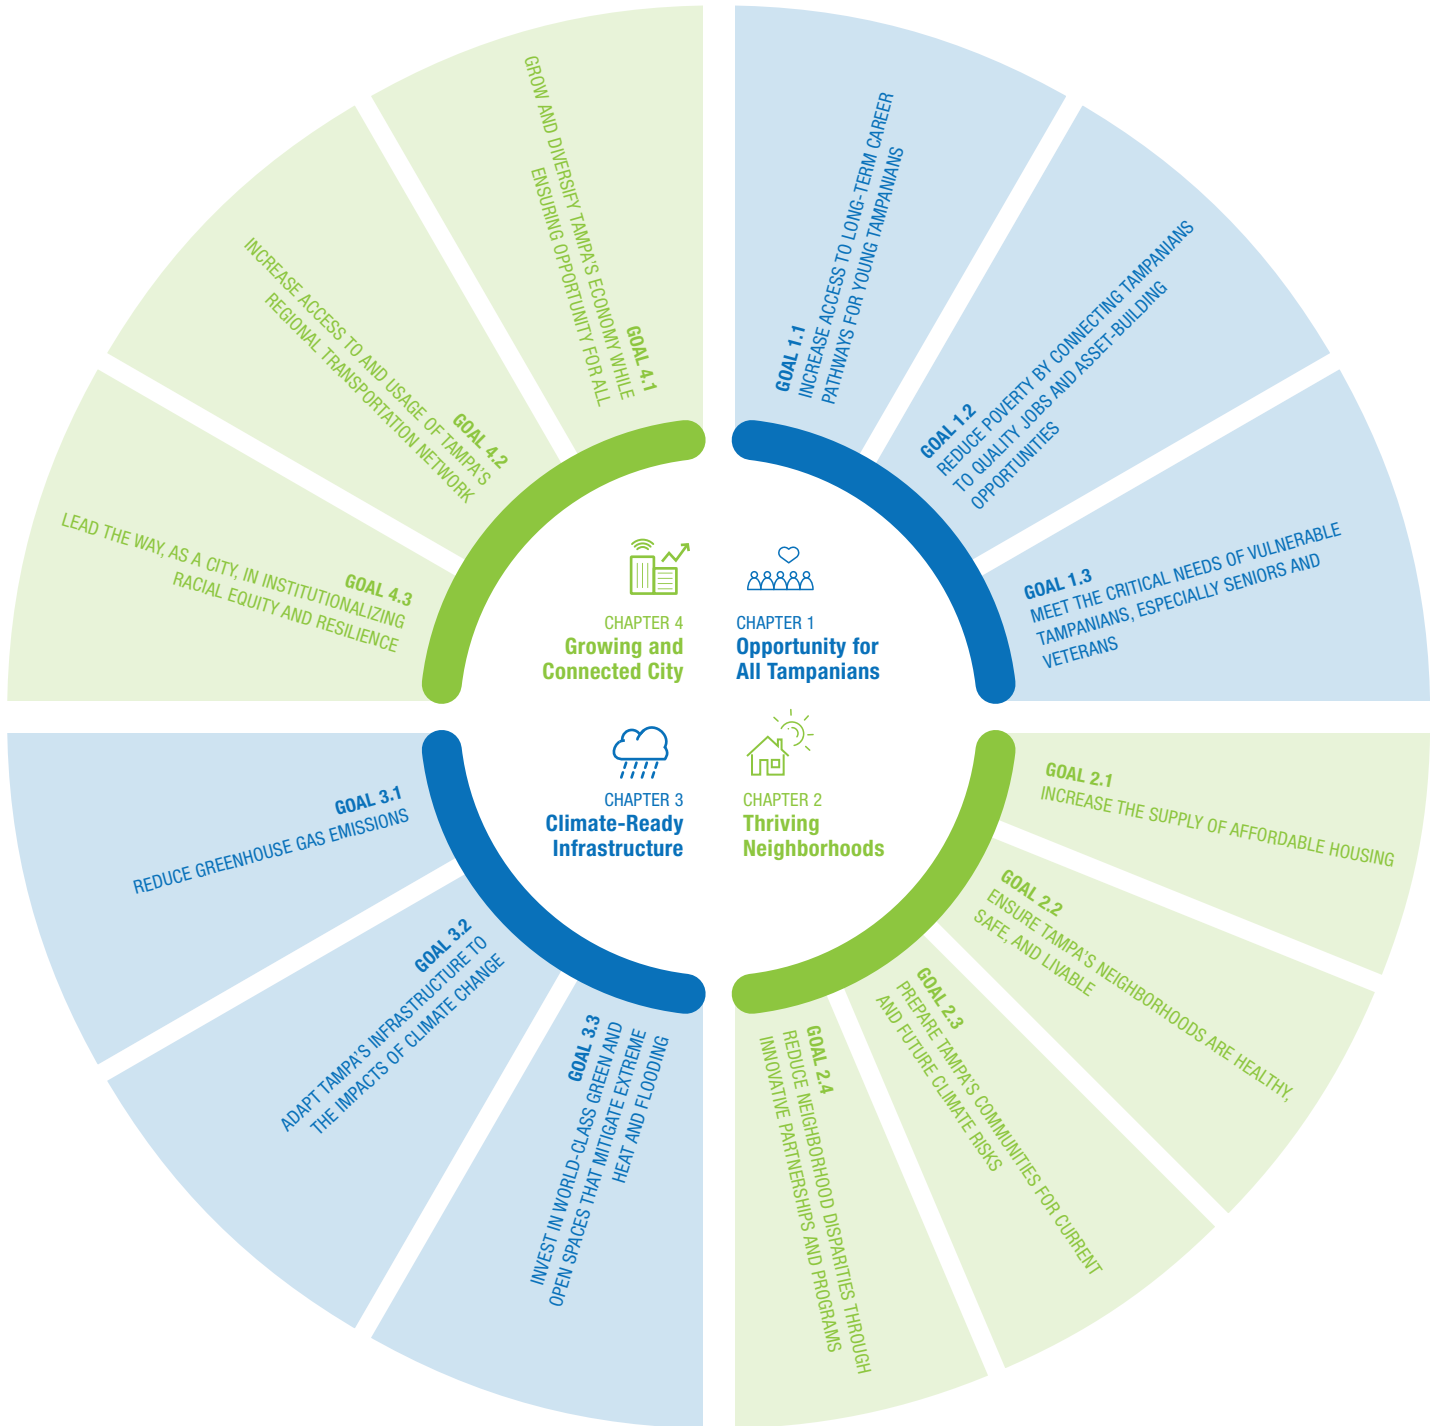 CHAPTER 1
Opportunity for
All Tampanians
GOAL 1.1
INCREASE ACCESS TO LONG-TERM CAREER
PATHWAYS FOR YOUNG TAMPANIANS
GOAL 1.2
REDUCE POVERTY BY CONNECTING TAMPANIANS
TO QUALITY JOBS AND ASSET-BUILDING
OPPORTUNITIES
GOAL 1.3
MEET THE CRITICAL NEEDS OF VULNERABLE
TAMPANIANS, ESPECIALLY SENIORS AND
VETERANS
CHAPTER 2
Thriving
Neighborhoods
GOAL 2.1
INCREASE THE SUPPLY OF AFFORDABLE HOUSING
GOAL 2.2
ENSURE TAMPA'S NEIGHBORHOODS ARE HEALTHY,
SAFE, AND LIVABLE
GOAL 2.3
PREPARE TAMPA'S COMMUNITIES FOR CURRENT
AND FUTURE CLIMATE RISKS
GOAL 2.4
REDUCE NEIGHBORHOOD DISPARITIES THROUGH
INNOVATIVE PARTNERSHIPS AND PROGRAMS
CHAPTER 3
Climate-Ready
Infrastructure
GOAL 3.1
REDUCE GREENHOUSE GAS EMISSIONS
GOAL 3.2
ADAPT TAMPA'S INFRASTRUCTURE TO
THE IMPACTS OF CLIMATE CHANGE
GOAL 3.3
INVEST IN WORLD-CLASS GREEN AND
OPEN SPACES THAT MITIGATE EXTREME
HEAT AND FLOODING
CHAPTER 4
Growing and
Connected City
GOAL 4.1
GROW AND DIVERSIFY TAMPA'S ECONOMY WHILE
ENSURING OPPORTUNITY FOR ALL
GOAL 4.2
INCREASE ACCESS TO AND USAGE OF TAMPA'S
REGIONAL TRANSPORTATION NETWORK
GOAL 4.3
LEAD THE WAY, AS A CITY, IN INSTITUTIONALIZING
RACIAL EQUITY AND RESILIENCE